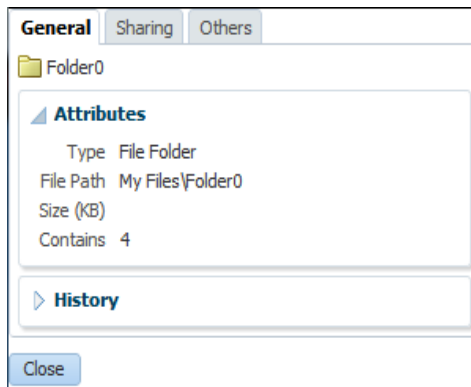 General Sharing Others
Folder0
Attributes
Type File Folder
File Path My Files\Folder0
Size (KB)
Contains 4
History
Close